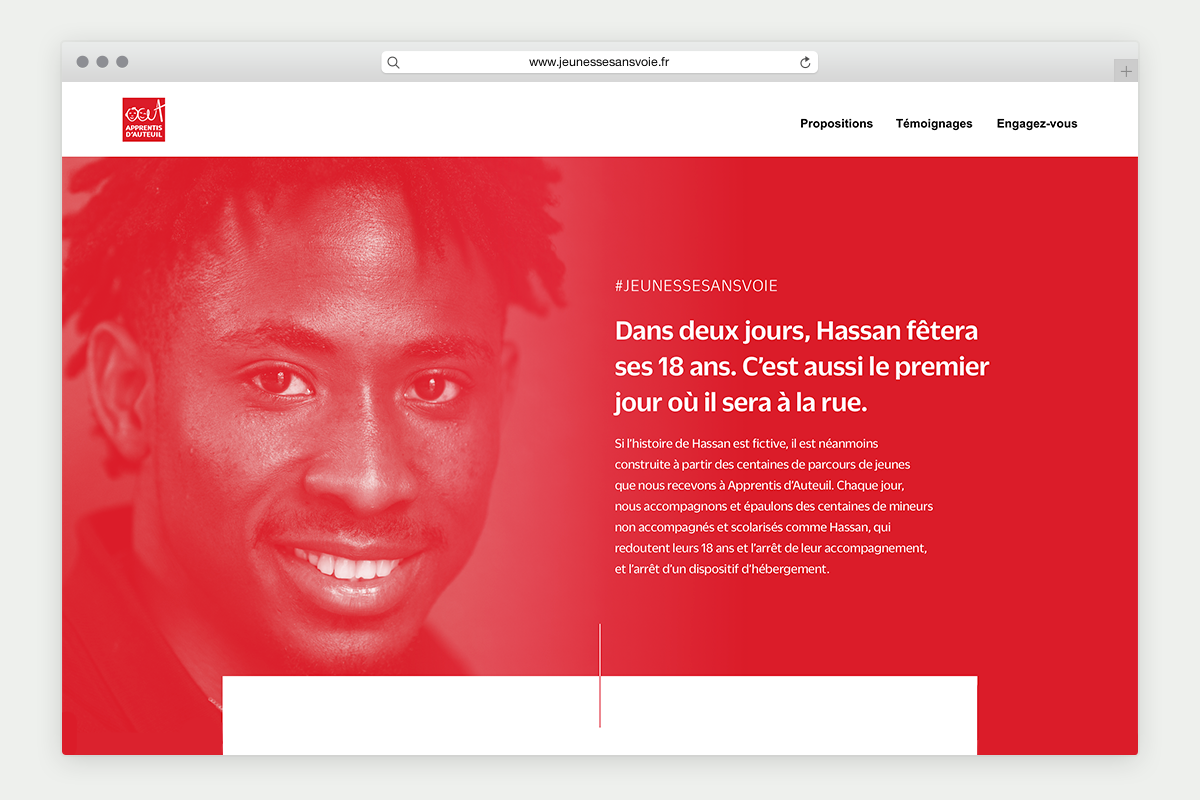 www.jeunessesansvoie.fr
APPRENTIS
D'AUTEUIL
Propositions Témoignages Engagez-vous
#JEUNESSESANSVOIE
Dans deux jours, Hassan fêtera
ses 18 ans. C'est aussi le premier
jour où il sera à la rue.
Si l'histoire de Hassan est fictive, il est néanmoins
construite à partir des centaines de parcours de jeunes
que nous recevons à Apprentis d'Auteuil. Chaque jour,
nous accompagnons et épaulons des centaines de mineurs
non accompagnés et scolarisés comme Hassan, qui
redoutent leurs 18 ans et l'arrêt de leur accompagnement,
et l'arrêt d'un dispositif d'hébergement.